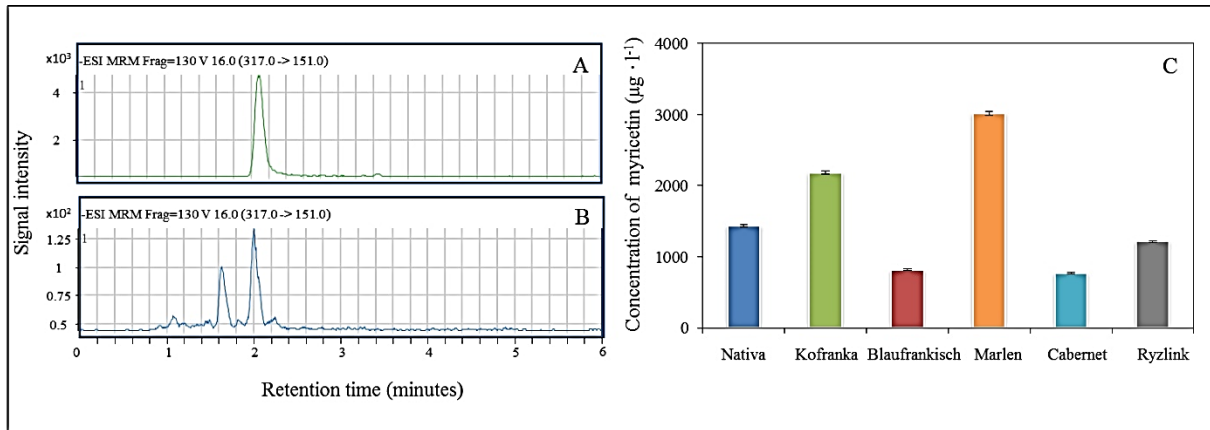 Signal intensity
x10³
-ESI MRM Frag=130 V 16.0 (317.0 -> 151.0)
A
1
4
2
x10²
-ESI MRM Frag=130 V 16.0 (317.0 -> 151.0)
B
1
1.25
1
0.75
0.5
0 1 2 3 4 5 6
Retention time (minutes)
Concentration of myricetin (µg · l⁻¹)
C
4000
3000
2000
1000
0
Nativa Kofranka Blaufrankisch Marlen Cabernet Ryzlink